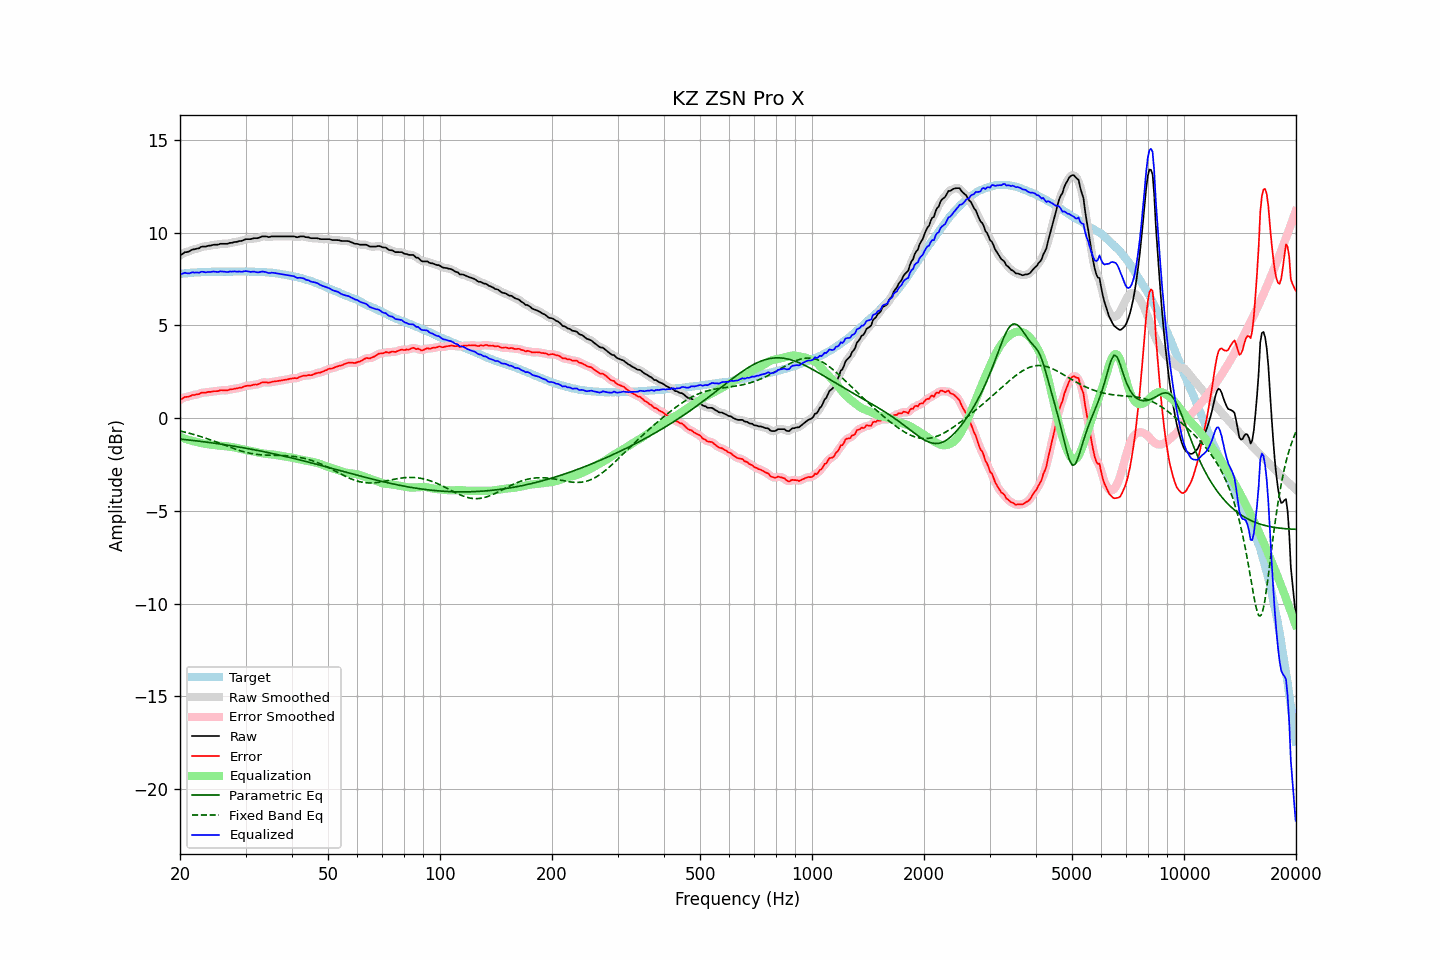 KZ ZSN Pro X
Amplitude (dBr)
15
10
5
0
−5
−10
−15
−20
Target
Raw Smoothed
Error Smoothed
Raw
Error
Equalization
Parametric Eq
Fixed Band Eq
Equalized
20 50 100 200 500 1000 2000 5000 10000 20000
Frequency (Hz)